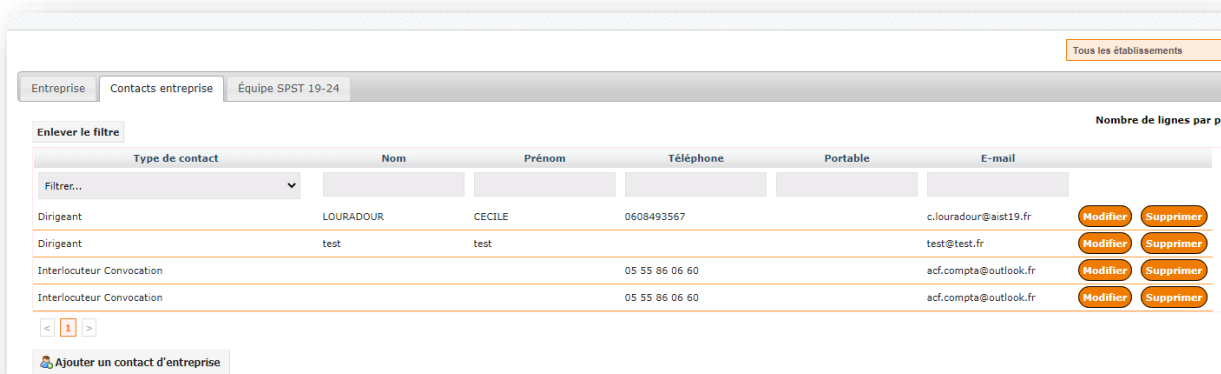 Tous les établissements
Entreprise Contacts entreprise Équipe SPST 19-24
Nombre de lignes par p
Enlever le filtre
Type de contact Nom Prénom Téléphone Portable E-mail
Filtrer...
Dirigeant LOURADOUR CECILE 0608493567 c.louradour@aist19.fr Modifier Supprimer
Dirigeant test test test@test.fr Modifier Supprimer
Interlocuteur Convocation 05 55 86 06 60 acf.compta@outlook.fr Modifier Supprimer
Interlocuteur Convocation 05 55 86 06 60 acf.compta@outlook.fr Modifier Supprimer
< 1 >
Ajouter un contact d'entreprise